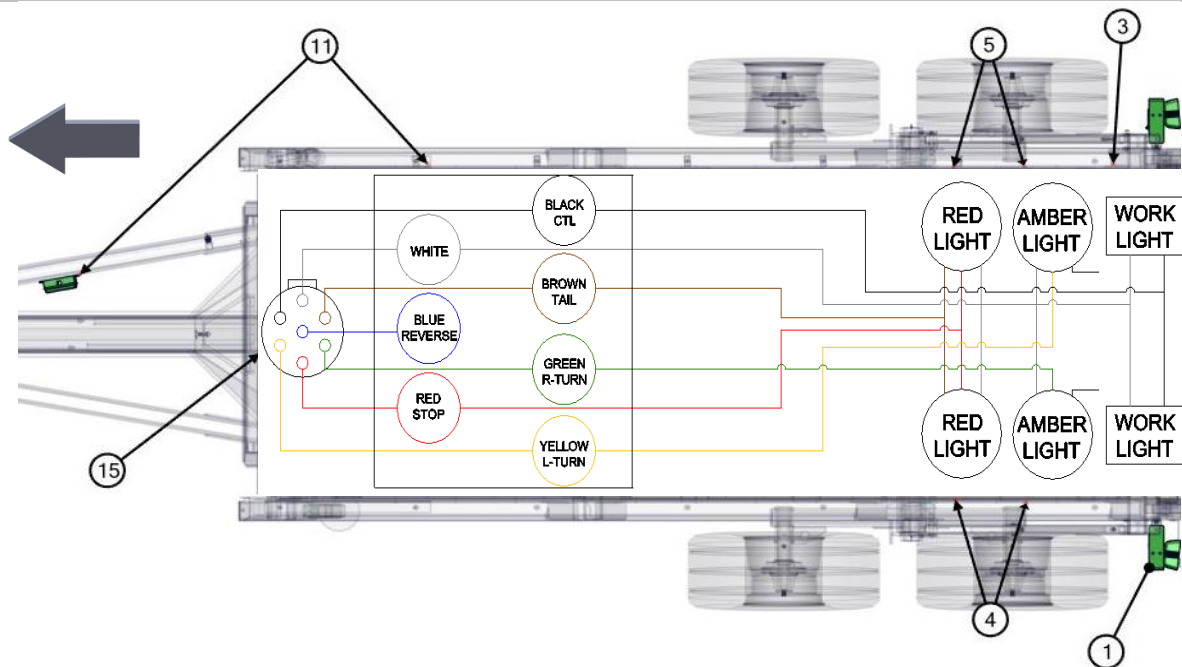 11
5
3
BLACK
CTL
WHITE
BROWN
TAIL
BLUE
REVERSE
GREEN
R-TURN
RED
STOP
YELLOW
L-TURN
RED
LIGHT
AMBER
LIGHT
WORK
LIGHT
RED
LIGHT
AMBER
LIGHT
WORK
LIGHT
15
4
1